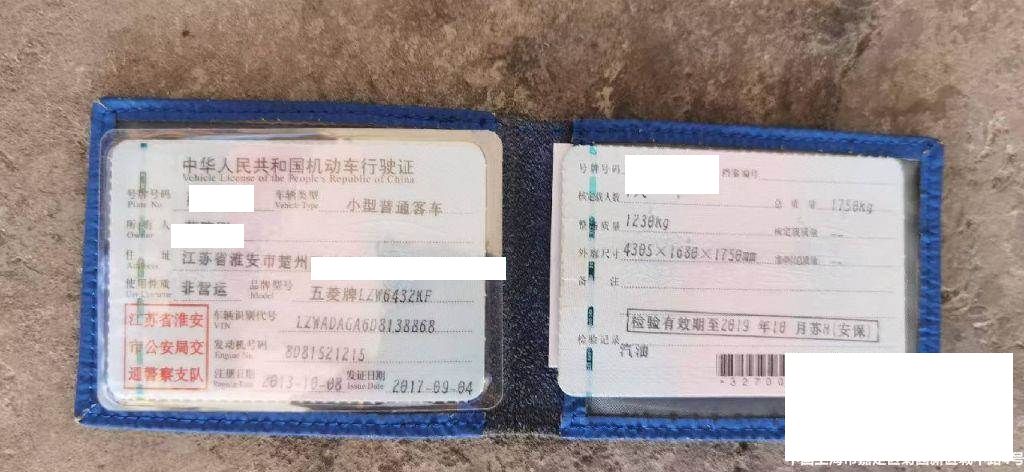 中华人民共和国机动车行驶证
Vehicle License of the People's Republic of China
号牌号码
Plate No.
车辆类型
Vehicle Type
小型普通客车
所有人
Owner
住址
Address
江苏省淮安市楚州
使用性质
Use Character
非营运
品牌型号
Model
五菱牌LZW6432KF
江苏省淮安
市公安局交
通警察支队
车辆识别代号
VIN
LZWADAGA6D8138868
发动机号码
Engine No.
8D81521215
注册日期
Register Date
2013-10-08
发证日期
Issue Date
2017-09-04
号牌号码
档案编号
核定载人数
总质量
1750kg
整备质量
1230kg
核定载质量
--
外廓尺寸
4305×1680×1750mm
准牵引总质量
--
备注
检验有效期至2019年10月苏H(安保)
检验记录
汽油
*32700